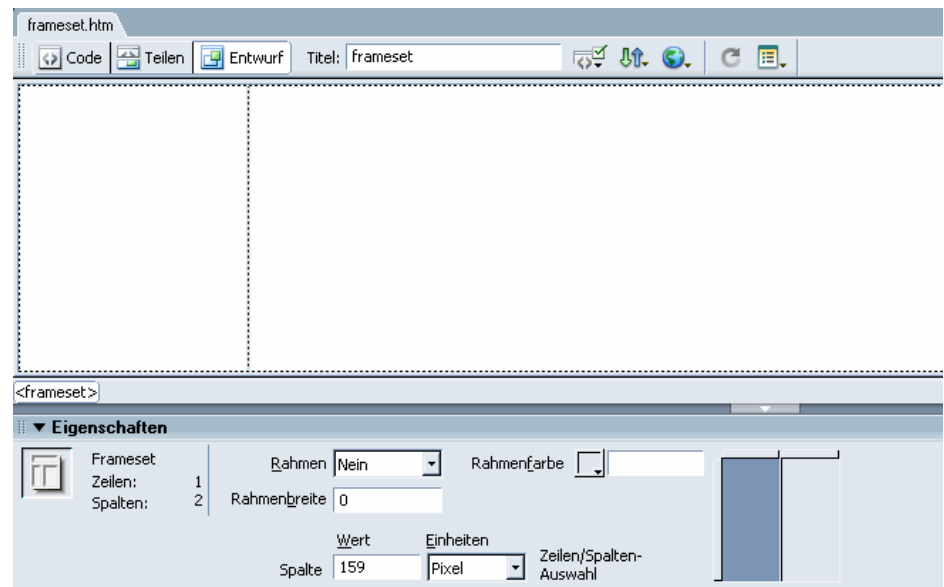 frameset.htm
Code Teilen Entwurf Titel: frameset
<frameset>
Eigenschaften
Frameset Rahmen Nein Rahmenfarbe
Zeilen: 1
Spalten: 2 Rahmenbreite 0
Wert Einheiten
Spalte 159 Pixel Zeilen/Spalten-
Auswahl